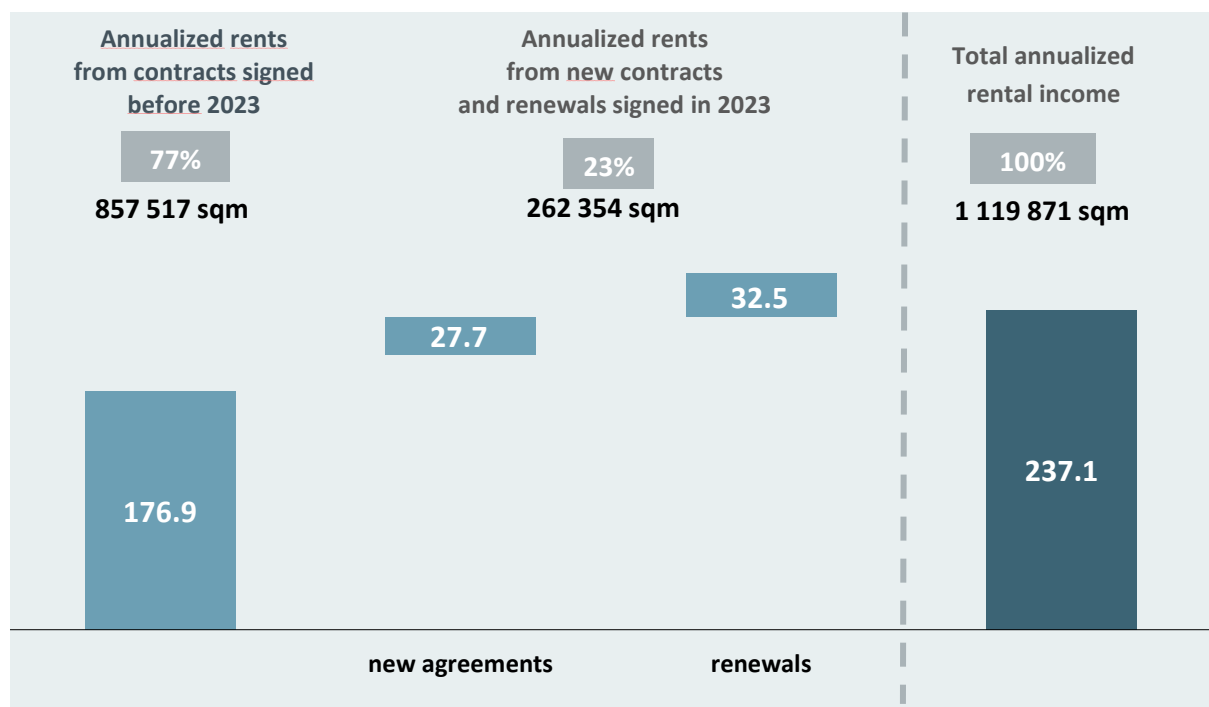 Annualized rents
from contracts signed
before 2023
77%
857 517 sqm
Annualized rents
from new contracts
and renewals signed in 2023
23%
262 354 sqm
Total annualized
rental income
100%
1 119 871 sqm
176.9
27.7
32.5
237.1
new agreements
renewals